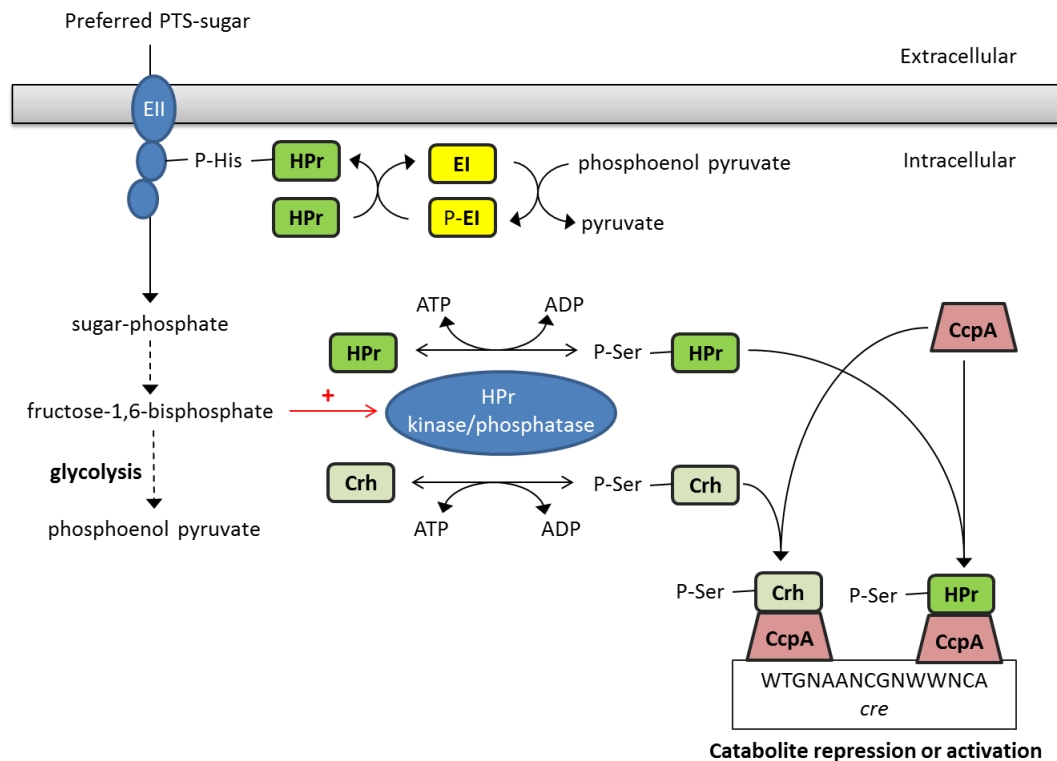 Preferred PTS-sugar
Extracellular
EII
Intracellular
P-His
HPr
EI
phosphoenol pyruvate
HPr
P-EI
pyruvate
ATP
ADP
sugar-phosphate
HPr
P-Ser
HPr
CcpA
fructose-1,6-bisphosphate
+
HPr
kinase/phosphatase
glycolysis
Crh
P-Ser
Crh
phosphoenol pyruvate
ATP
ADP
P-Ser
Crh
P-Ser
HPr
CcpA
CcpA
WTGNAANCGNWWNCA
cre
Catabolite repression or activation